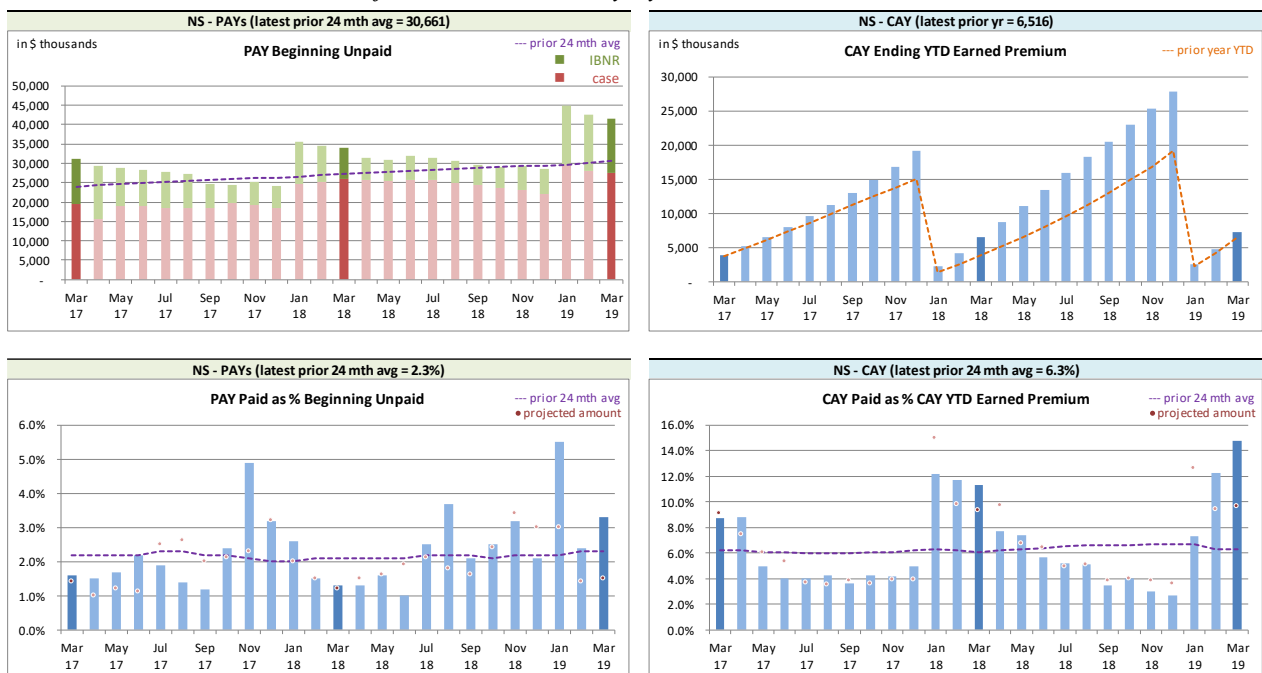 NS - PAYs (latest prior 24 mth avg = 30,661)
in $ thousands
PAY Beginning Unpaid
--- prior 24 mth avg
IBNR
case
50,000
45,000
40,000
35,000
30,000
25,000
20,000
15,000
10,000
5,000
-
Mar May Jul Sep Nov Jan Mar May Jul Sep Nov Jan Mar
17 17 17 17 17 18 18 18 18 18 18 19 19
NS - CAY (latest prior yr = 6,516)
in $ thousands
CAY Ending YTD Earned Premium
--- prior year YTD
30,000
25,000
20,000
15,000
10,000
5,000
-
Mar May Jul Sep Nov Jan Mar May Jul Sep Nov Jan Mar
17 17 17 17 17 18 18 18 18 18 18 19 19
NS - PAYs (latest prior 24 mth avg = 2.3%)
PAY Paid as % Beginning Unpaid
--- prior 24 mth avg
projected amount
6.0%
5.0%
4.0%
3.0%
2.0%
1.0%
0.0%
Mar May Jul Sep Nov Jan Mar May Jul Sep Nov Jan Mar
17 17 17 17 17 18 18 18 18 18 18 19 19
NS - CAY (latest prior 24 mth avg = 6.3%)
CAY Paid as % CAY YTD Earned Premium
--- prior 24 mth avg
projected amount
16.0%
14.0%
12.0%
10.0%
8.0%
6.0%
4.0%
2.0%
0.0%
Mar May Jul Sep Nov Jan Mar May Jul Sep Nov Jan Mar
17 17 17 17 17 18 18 18 18 18 18 19 19